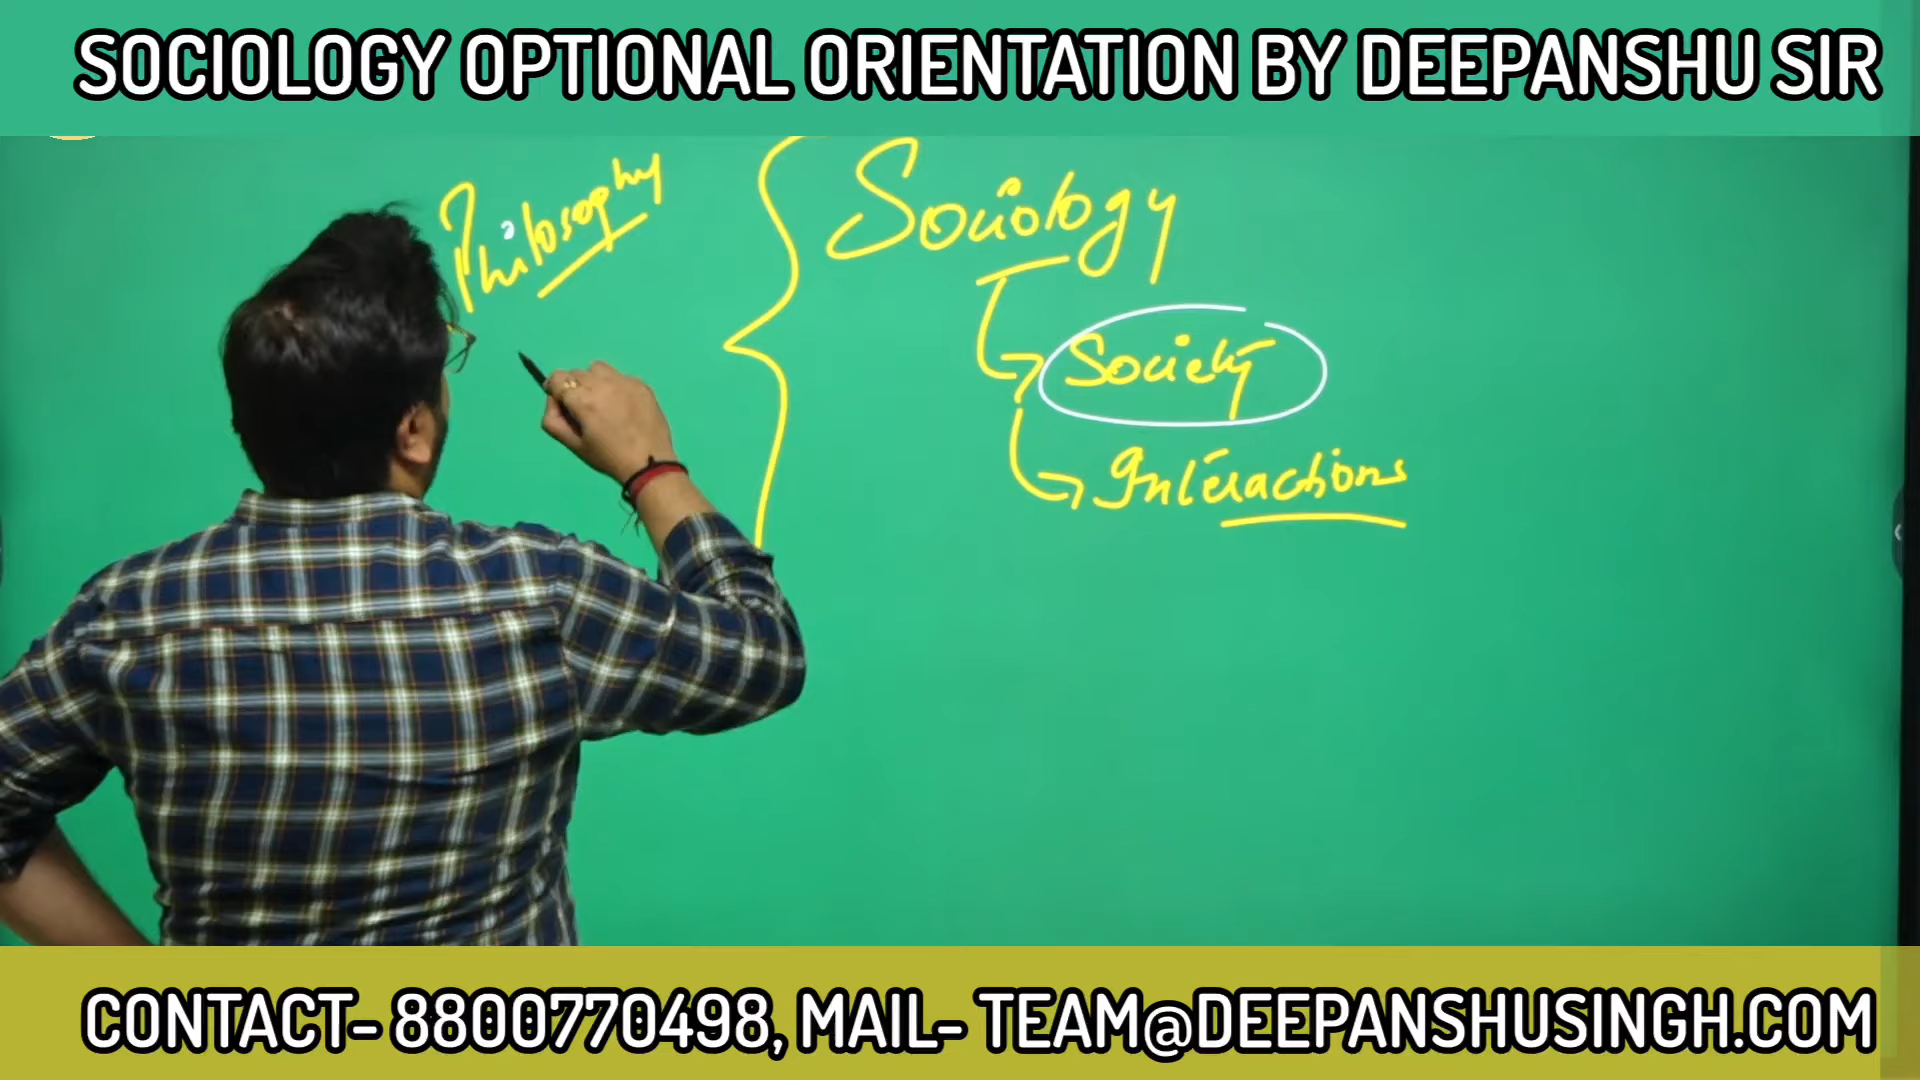 SOCIOLOGY OPTIONAL ORIENTATION BY DEEPANSHU SIR
Philosophy
Sociology
Society
Interactions
CONTACT- 8800770498, MAIL- TEAM@DEEPANSHUSINGH.COM